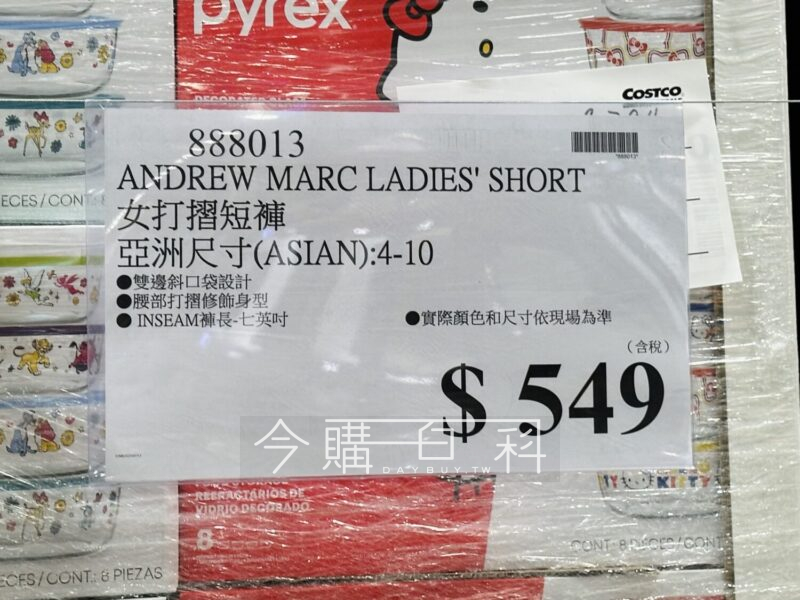 pyrex
COSTCO
888013
*888013*
ANDREW MARC LADIES' SHORT
女打摺短褲
亞洲尺寸(ASIAN):4-10
●雙邊斜口袋設計
●腰部打摺修飾身型
● INSEAM褲長-七英吋
●實際顏色和尺寸依現場為準
(含稅)
$ 549
今購百科
DAYBUY.TW
REFRACTARIOS DE
VIDRIO DECORADO
8
KITTY
ECES / CONT.: 8 PIEZAS
CONT.: 8 PIECES / CONT